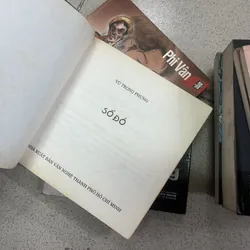 VŨ TRỌNG PHỤNG
SỐ ĐỎ
NHÀ XUẤT BẢN VĂN NGHỆ THÀNH PHỐ HỒ CHÍ MINH
Phi Vân